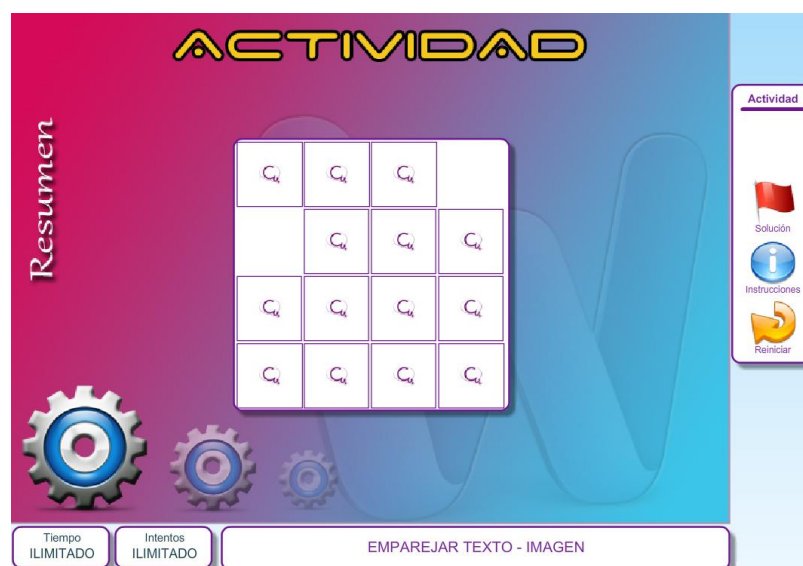 ACTIVIDAD
Resumen
Actividad
Solución
Instrucciones
Reiniciar
Tiempo
ILIMITADO
Intentos
ILIMITADO
EMPAREJAR TEXTO - IMAGEN